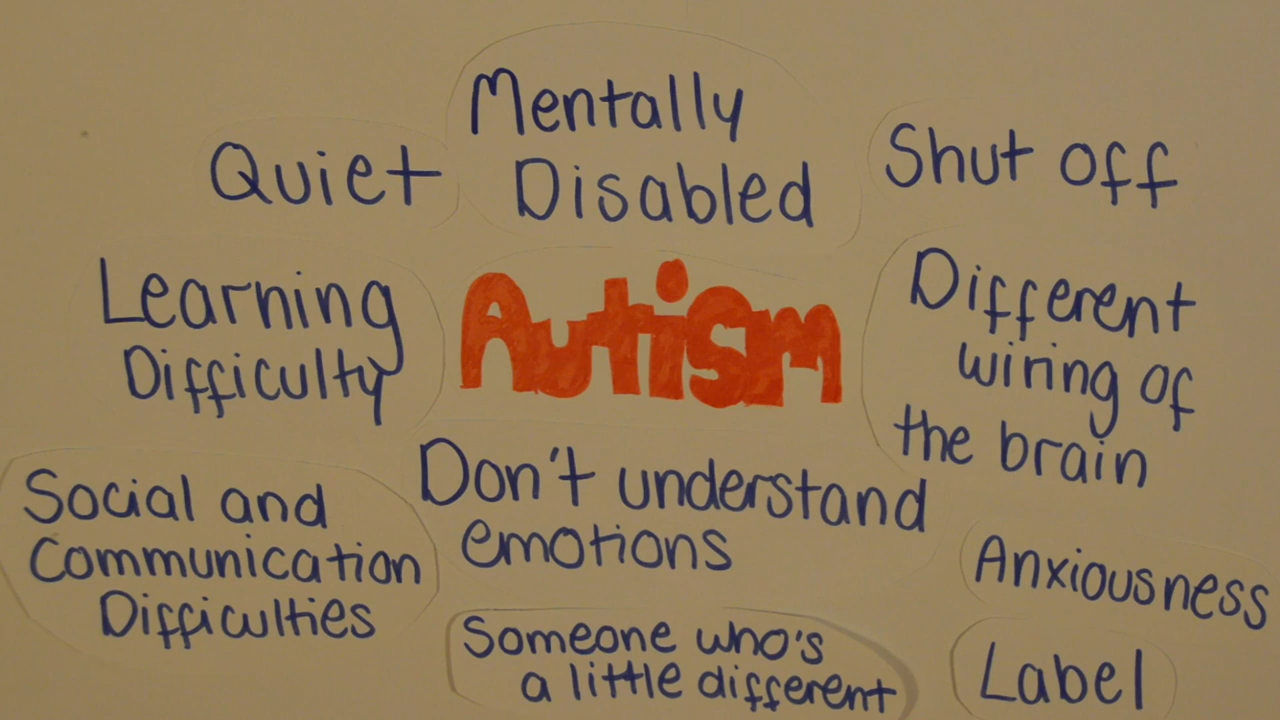 Mentally
Disabled
Quiet
Shut off
Learning
Difficulty
Autism
Different
wiring of
the brain
Social and
Communication
Difficulties
Don't understand
emotions
Anxiousness
Someone who's
a little different
Label